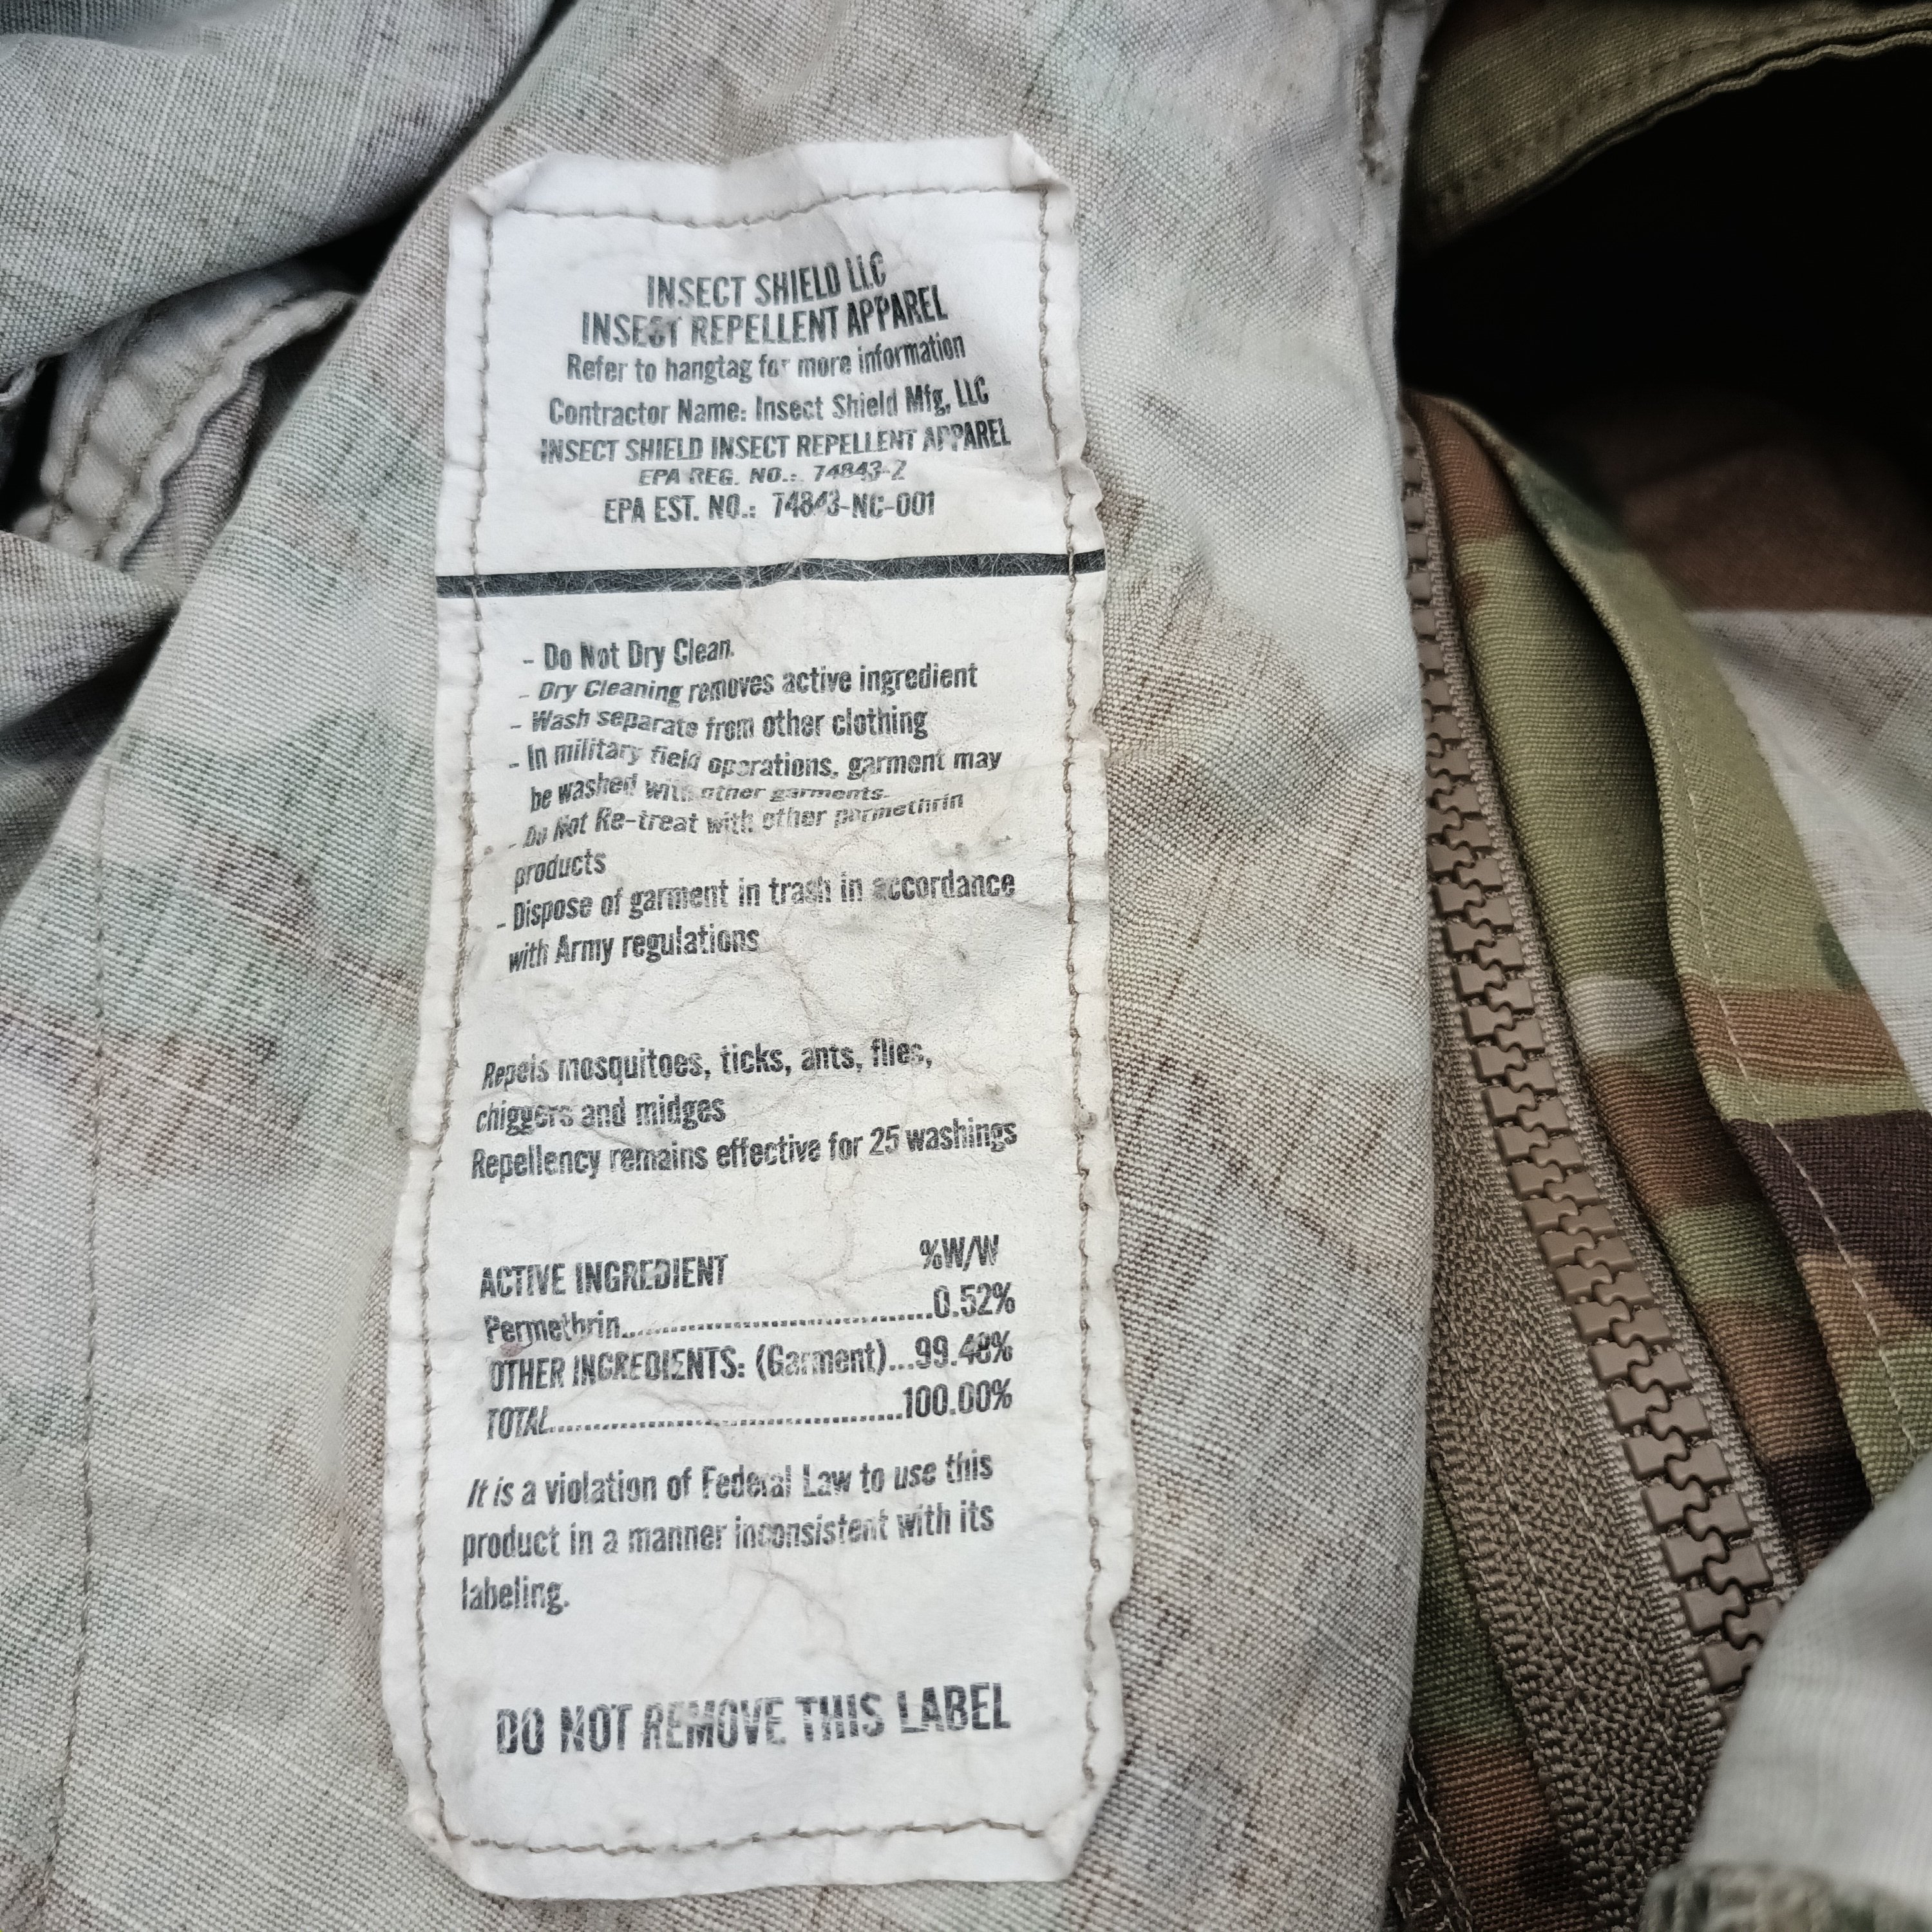 INSECT SHIELD LLC
INSECT REPELLENT APPAREL
Refer to hangtag for more information
Contractor Name: Insect Shield Mfg, LLC
INSECT SHIELD INSECT REPELLENT APPAREL
EPA REG. NO.: 74843-2
EPA EST. NO.: 74843-NC-001
- Do Not Dry Clean.
- Dry Cleaning removes active ingredient
- Wash separate from other clothing
- In military field operations, garment may
be washed with other garments.
- Do Not Re-treat with other permethrin
products
- Dispose of garment in trash in accordance
with Army regulations
Repels mosquitoes, ticks, ants, flies,
chiggers and midges
Repellency remains effective for 25 washings
ACTIVE INGREDIENT %W/W
Permethrin..........................................0.52%
OTHER INGREDIENTS: (Garment)...99.48%
TOTAL................................................100.00%
It is a violation of Federal Law to use this
product in a manner inconsistent with its
labeling.
DO NOT REMOVE THIS LABEL